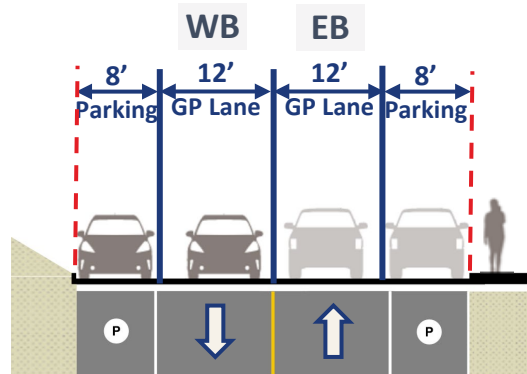 WB EB
8’ 12’ 12’ 8’
Parking GP Lane GP Lane Parking
P P